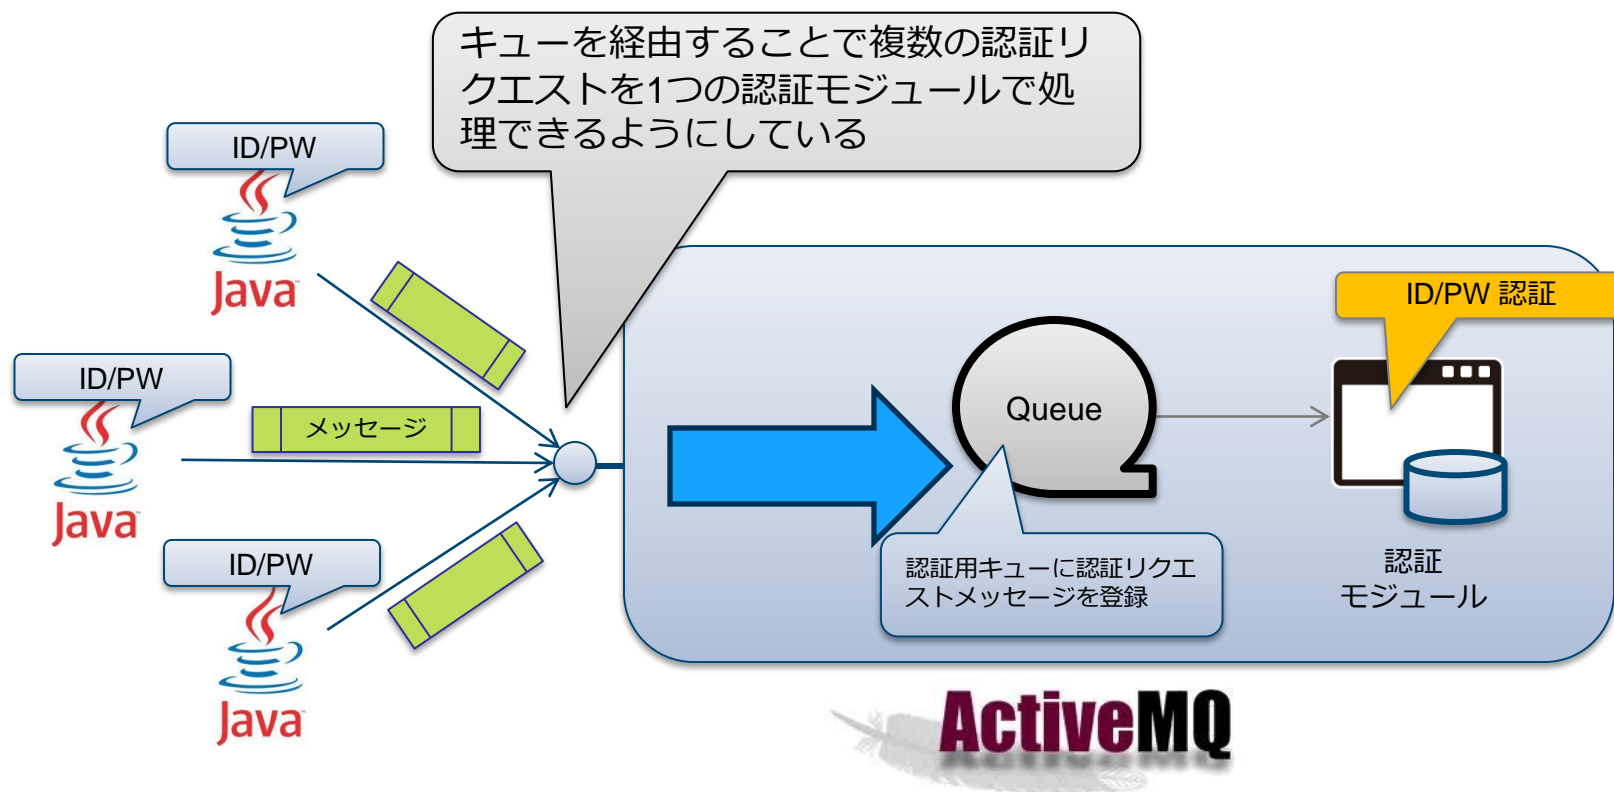 キューを経由することで複数の認証リ
クエストを1つの認証モジュールで処
理できるようにしている
ID/PW
Java
ID/PW
Java
メッセージ
ID/PW
Java
Queue
認証用キューに認証リクエ
ストメッセージを登録
ID/PW 認証
認証
モジュール
ActiveMQ